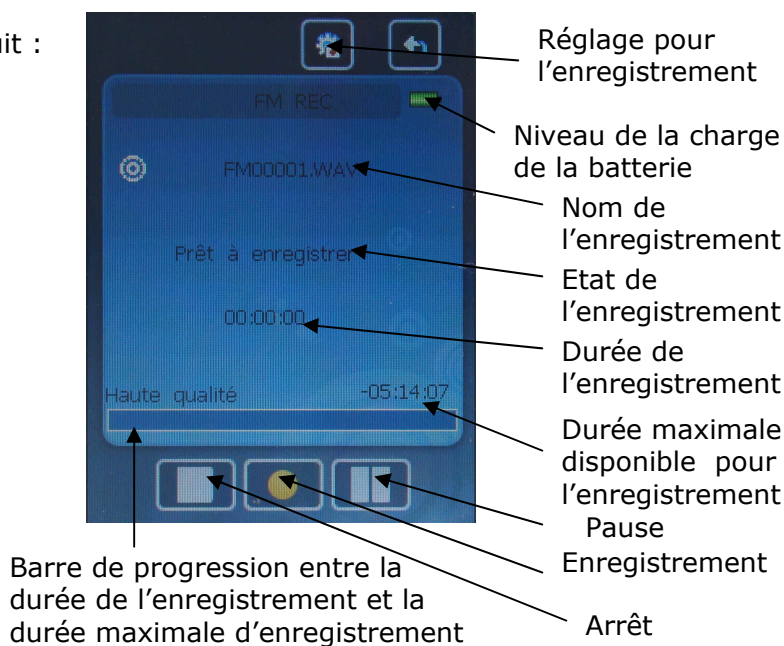 uit :
Réglage pour
l’enregistrement
FM REC
Niveau de la charge
de la batterie
FM00001.WAV
Nom de
l’enregistrement
Prêt à enregistrer
Etat de
l’enregistrement
00:00:00
Durée de
l’enregistrement
Haute qualité
-05:14:07
Durée maximale
disponible pour
l’enregistrement
Pause
Enregistrement
Arrêt
Barre de progression entre la
durée de l’enregistrement et la
durée maximale d’enregistrement